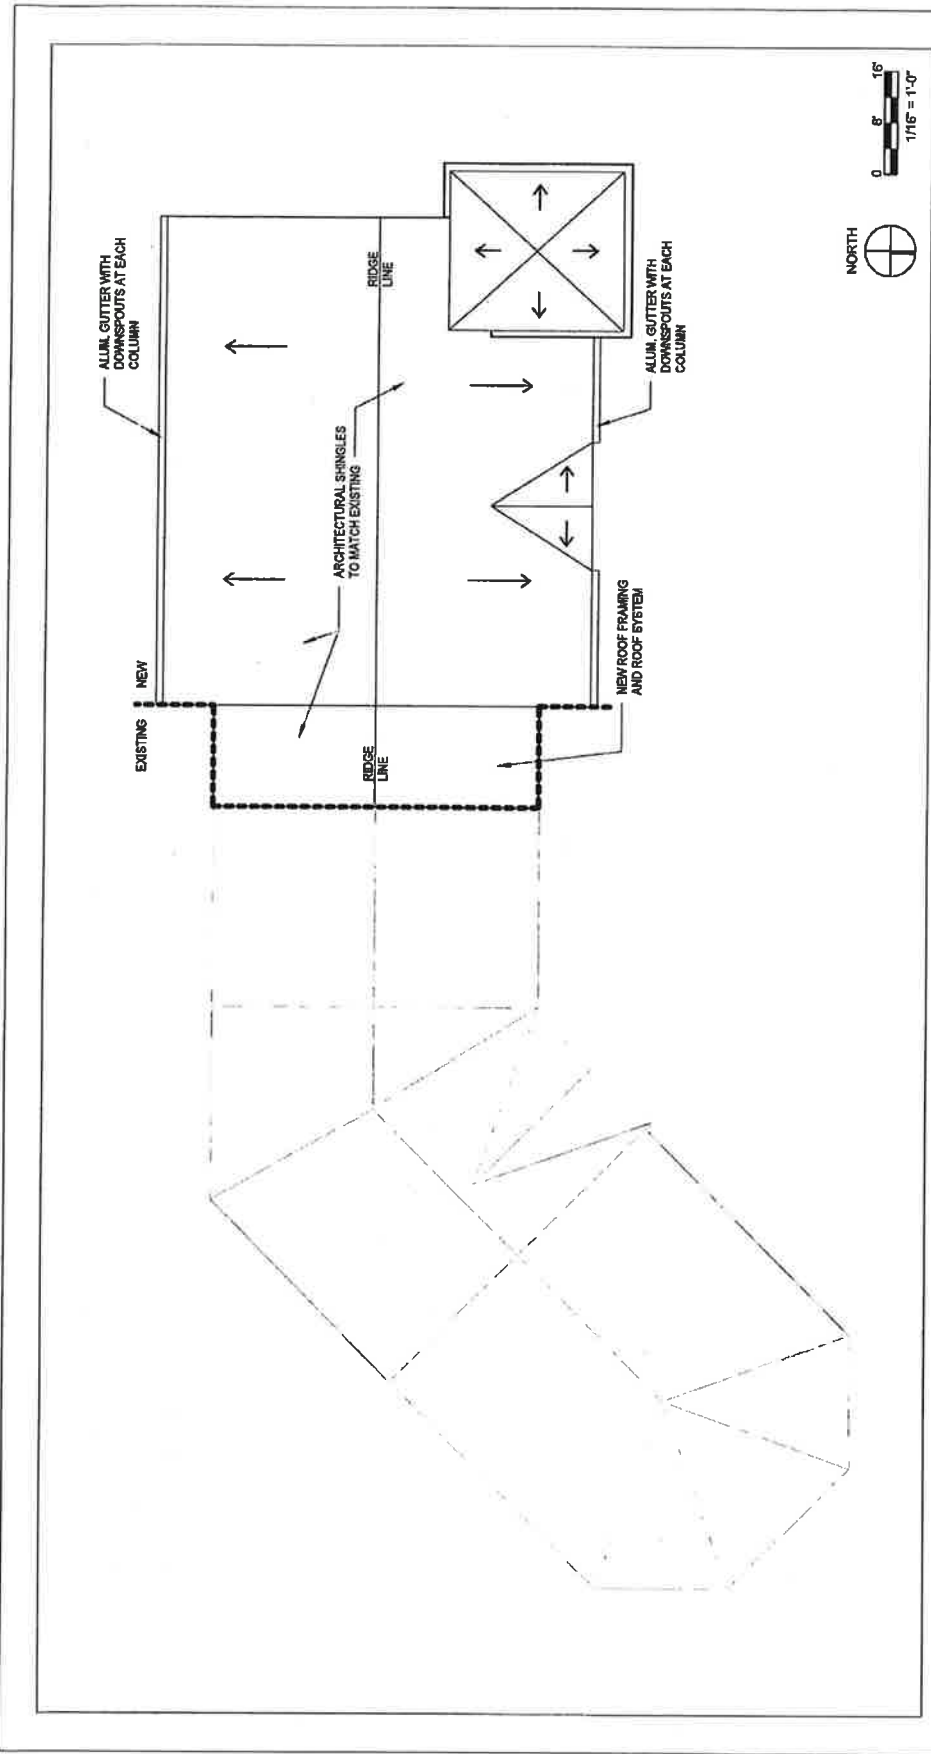 ALUM. GUTTER WITH
DOWNSPOUTS AT EACH
COLUMN
EXISTING
NEW
ARCHITECTURAL SHINGLES
TO MATCH EXISTING
RIDGE
LINE
RIDGE
LINE
NEW ROOF FRAMING
AND ROOF SYSTEM
ALUM. GUTTER WITH
DOWNSPOUTS AT EACH
COLUMN
NORTH
0 8' 16'
1/16" = 1'-0"